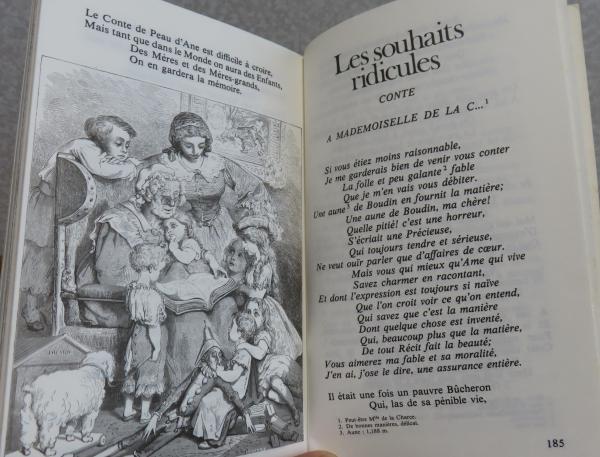 Le Conte de Peau d'Ane est difficile à croire.
Mais tant que dans le Monde on aura des Enfants,
Des Mères et des Mères-grands,
On en gardera la mémoire.
Les souhaits
ridicules
CONTE
A MADEMOISELLE DE LA C...¹
Si vous étiez moins raisonnable,
Je me garderais bien de venir vous conter
La folle et peu galante² fable
Que je m'en vais vous débiter.
Une aune³ de Boudin en fournit la matière;
Une aune de Boudin, ma chère!
Quelle pitié! c'est une horreur,
S'écriait une Précieuse,
Qui toujours tendre et sérieuse,
Ne veut ouïr parler que d'affaires de cœur.
Mais vous qui mieux qu'Ame qui vive
Savez charmer en racontant,
Et dont l'expression est toujours si naïve
Que l'on croit voir ce qu'on entend,
Qui savez que c'est la manière
Dont quelque chose est inventé,
Qui, beaucoup plus que la matière,
De tout Récit fait la beauté;
Vous aimerez ma fable et sa moralité,
J'en ai, j'ose le dire, une assurance entière.
Il était une fois un pauvre Bûcheron
Qui, las de sa pénible vie,
1. Peut-être Mlle de la Charce.
2. De bonnes manières, délicat.
3. Aune : 1,188 m.
185